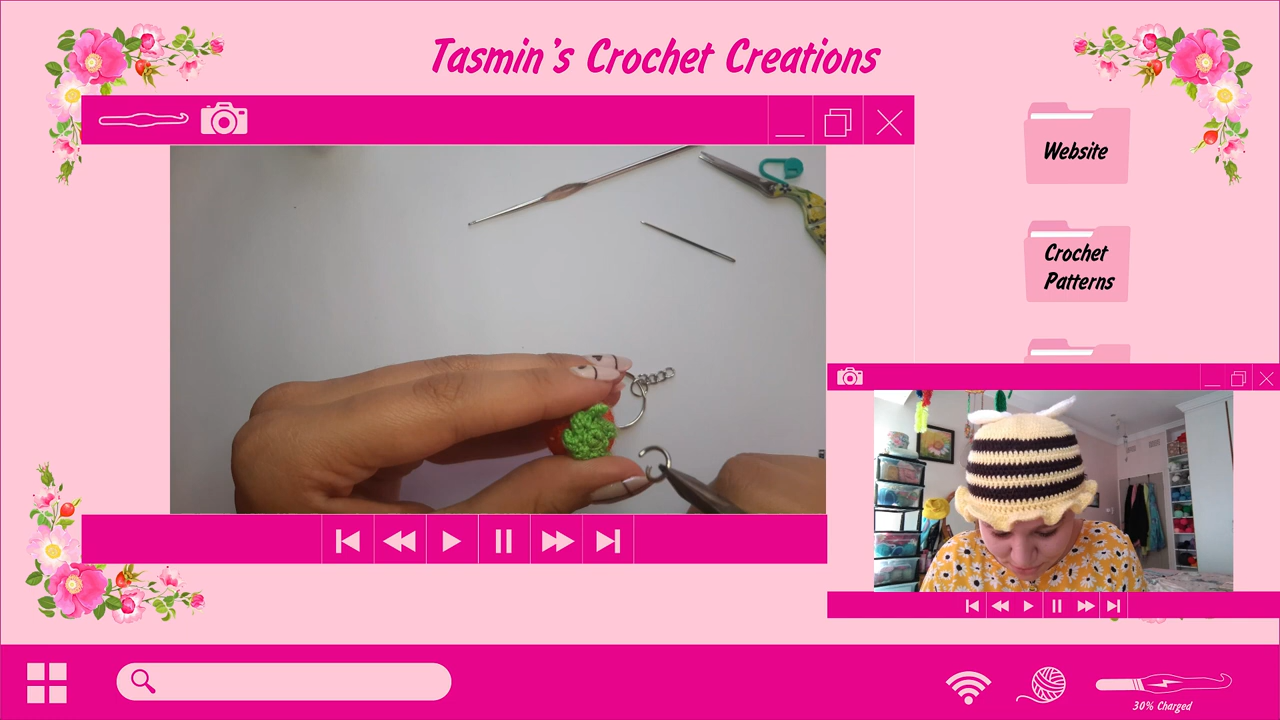 Tasmin's Crochet Creations
Website
Crochet
Patterns
30% Charged